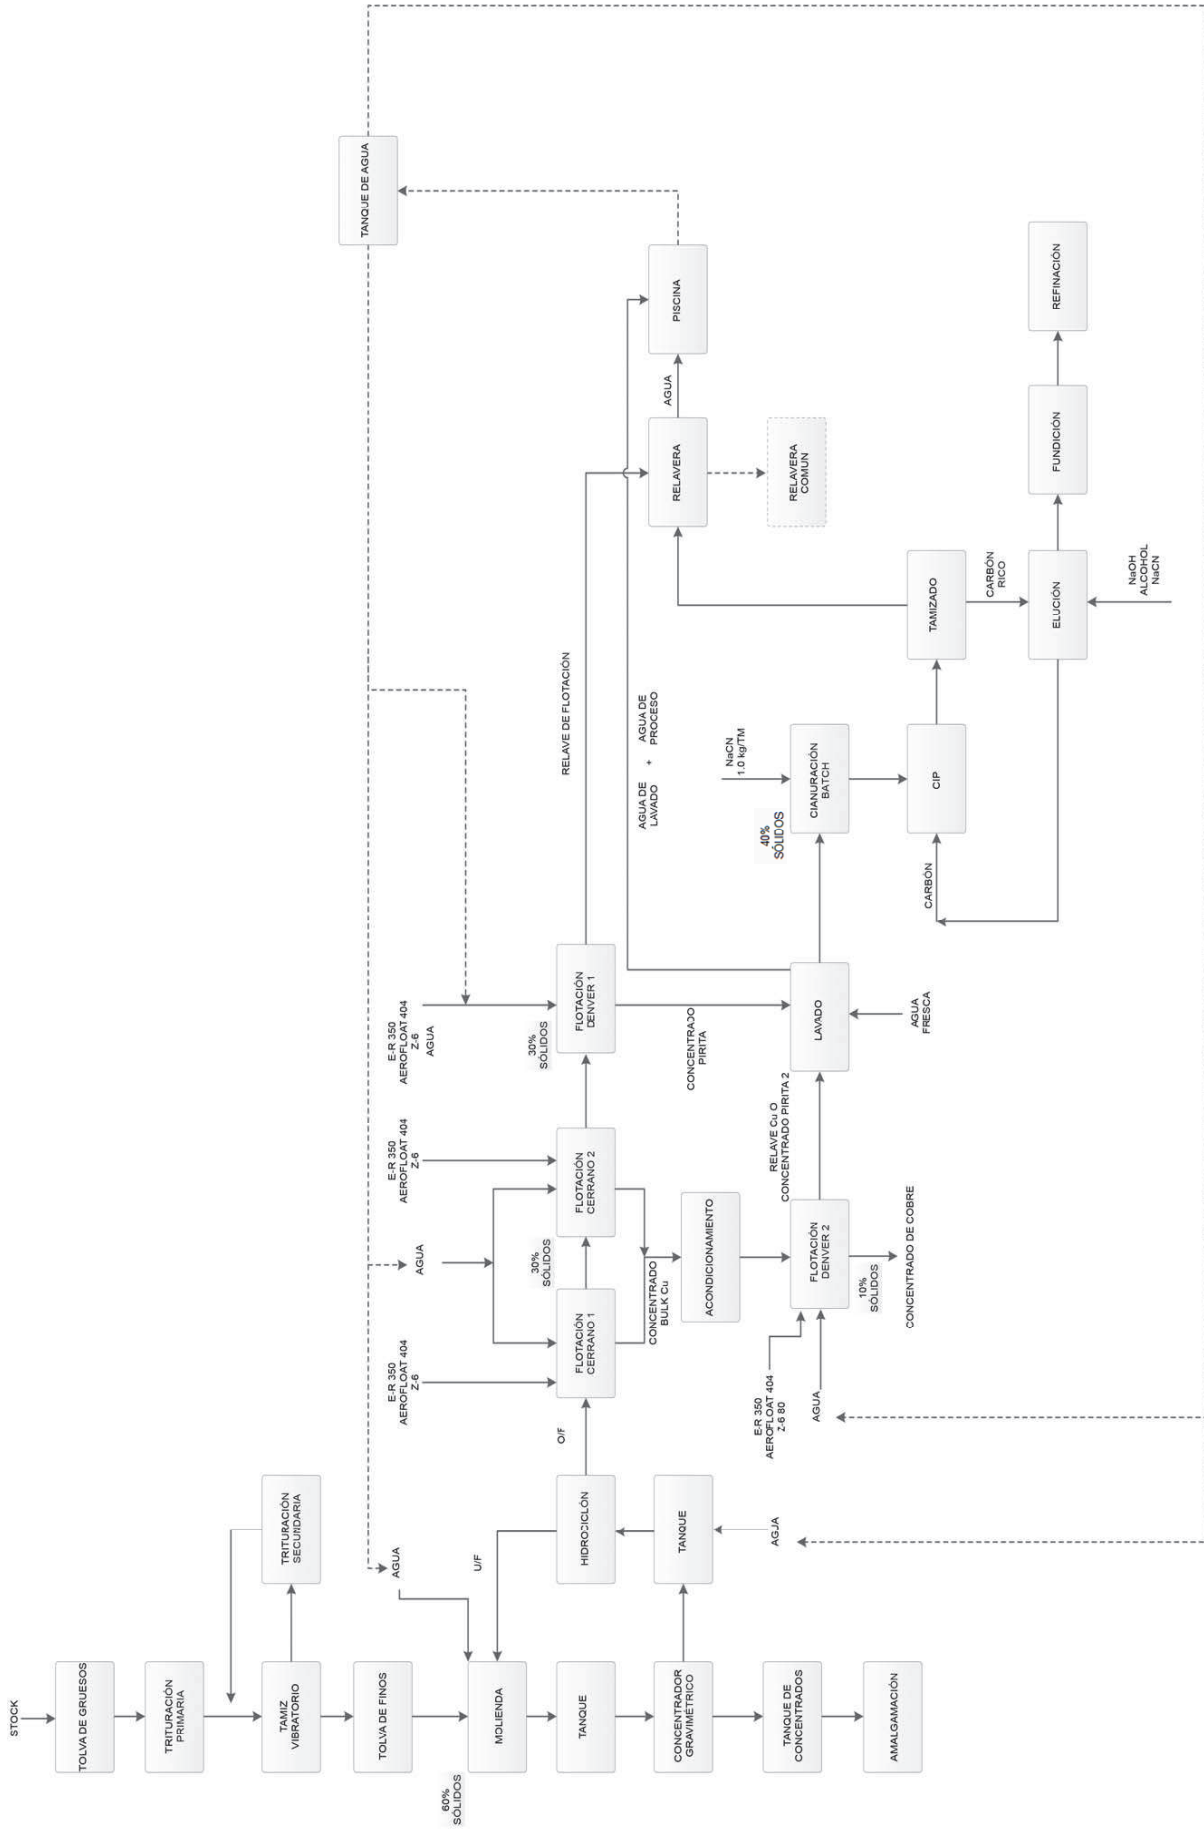 STOCK
TOLVA DE GRUESOS
TRITURACIÓN
PRIMARIA
TRITURACIÓN
SECUNDARIA
TAMIZ
VIBRATORIO
TOLVA DE FINOS
AGUA
U/F
60%
SÓLIDOS
MOLIENDA
TANQUE
CONCENTRADOR
GRAVIMÉTRICO
TANQUE DE
CONCENTRADOS
AMALGAMACIÓN
HIDROCICLÓN
TANQUE
AGUA
O/F
E-R 350
AEROFLOAT 404
Z-6
AGUA
E-R 350
AEROFLOAT 404
Z-6
E-R 350
AEROFLOAT 404
Z-6
AGUA
FLOTACIÓN
CERRANO 1
30%
SÓLIDOS
FLOTACIÓN
CERRANO 2
30%
SÓLIDOS
FLOTACIÓN
DENVER 1
CONCENTRADO
BULK Cu
ACONDICIONAMIENTO
CONCENTRADO
PIRITA
E-R 350
AEROFLOAT 404
Z-6 80
AGUA
FLOTACIÓN
DENVER 2
10%
SÓLIDOS
CONCENTRADO DE COBRE
RELAVE Cu O
CONCENTRADO PIRITA 2
LAVADO
AGUA
FRESCA
RELAVE DE FLOTACIÓN
AGUA DE
LAVADO
+
AGUA DE
PROCESO
NaCN
1.0 kg/TM
40%
SÓLIDOS
CIANURACIÓN
BATCH
CARBÓN
CIP
TAMIZADO
CARBÓN
RICO
ELUCIÓN
NaOH
ALCOHOL
NaCN
FUNDICIÓN
REFINACIÓN
RELAVERA
RELAVERA
COMUN
AGUA
PISCINA
TANQUE DE AGUA